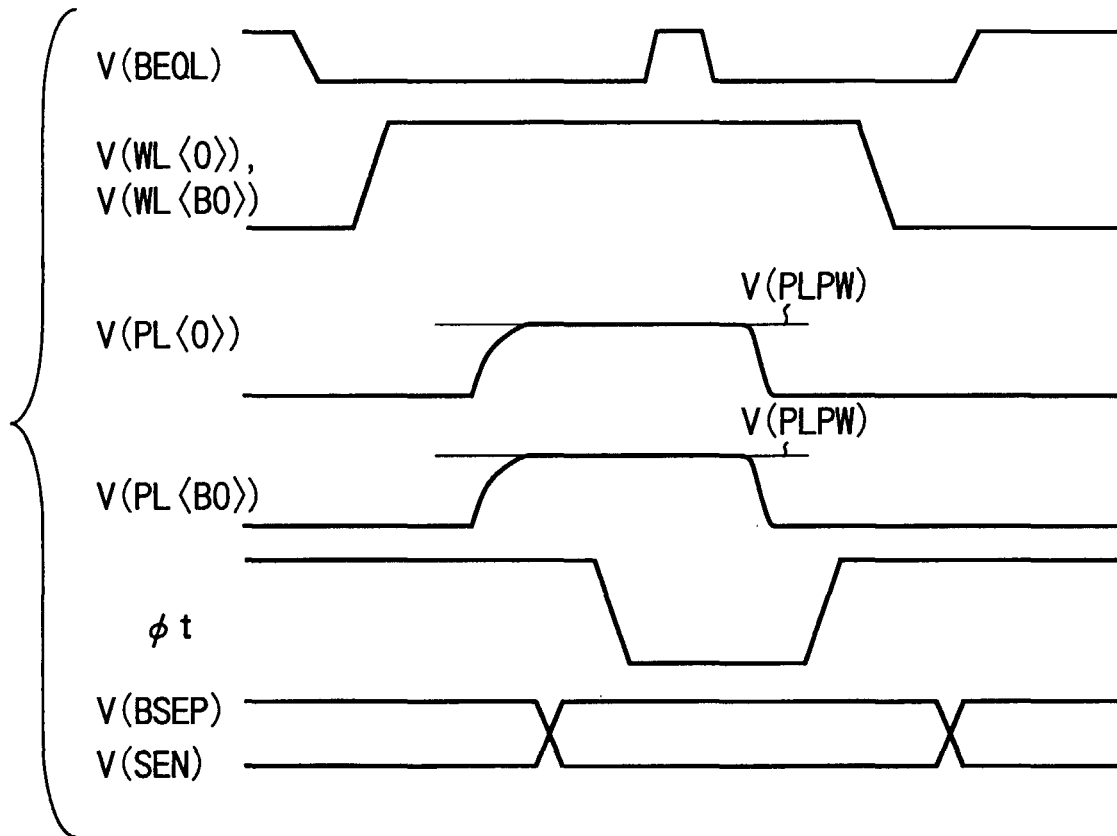 V(BEQL)
V(WL〈0〉),
V(WL〈B0〉)
V(PLPW)
V(PL〈0〉)
V(PLPW)
V(PL〈B0〉)
φt
V(BSEP)
V(SEN)